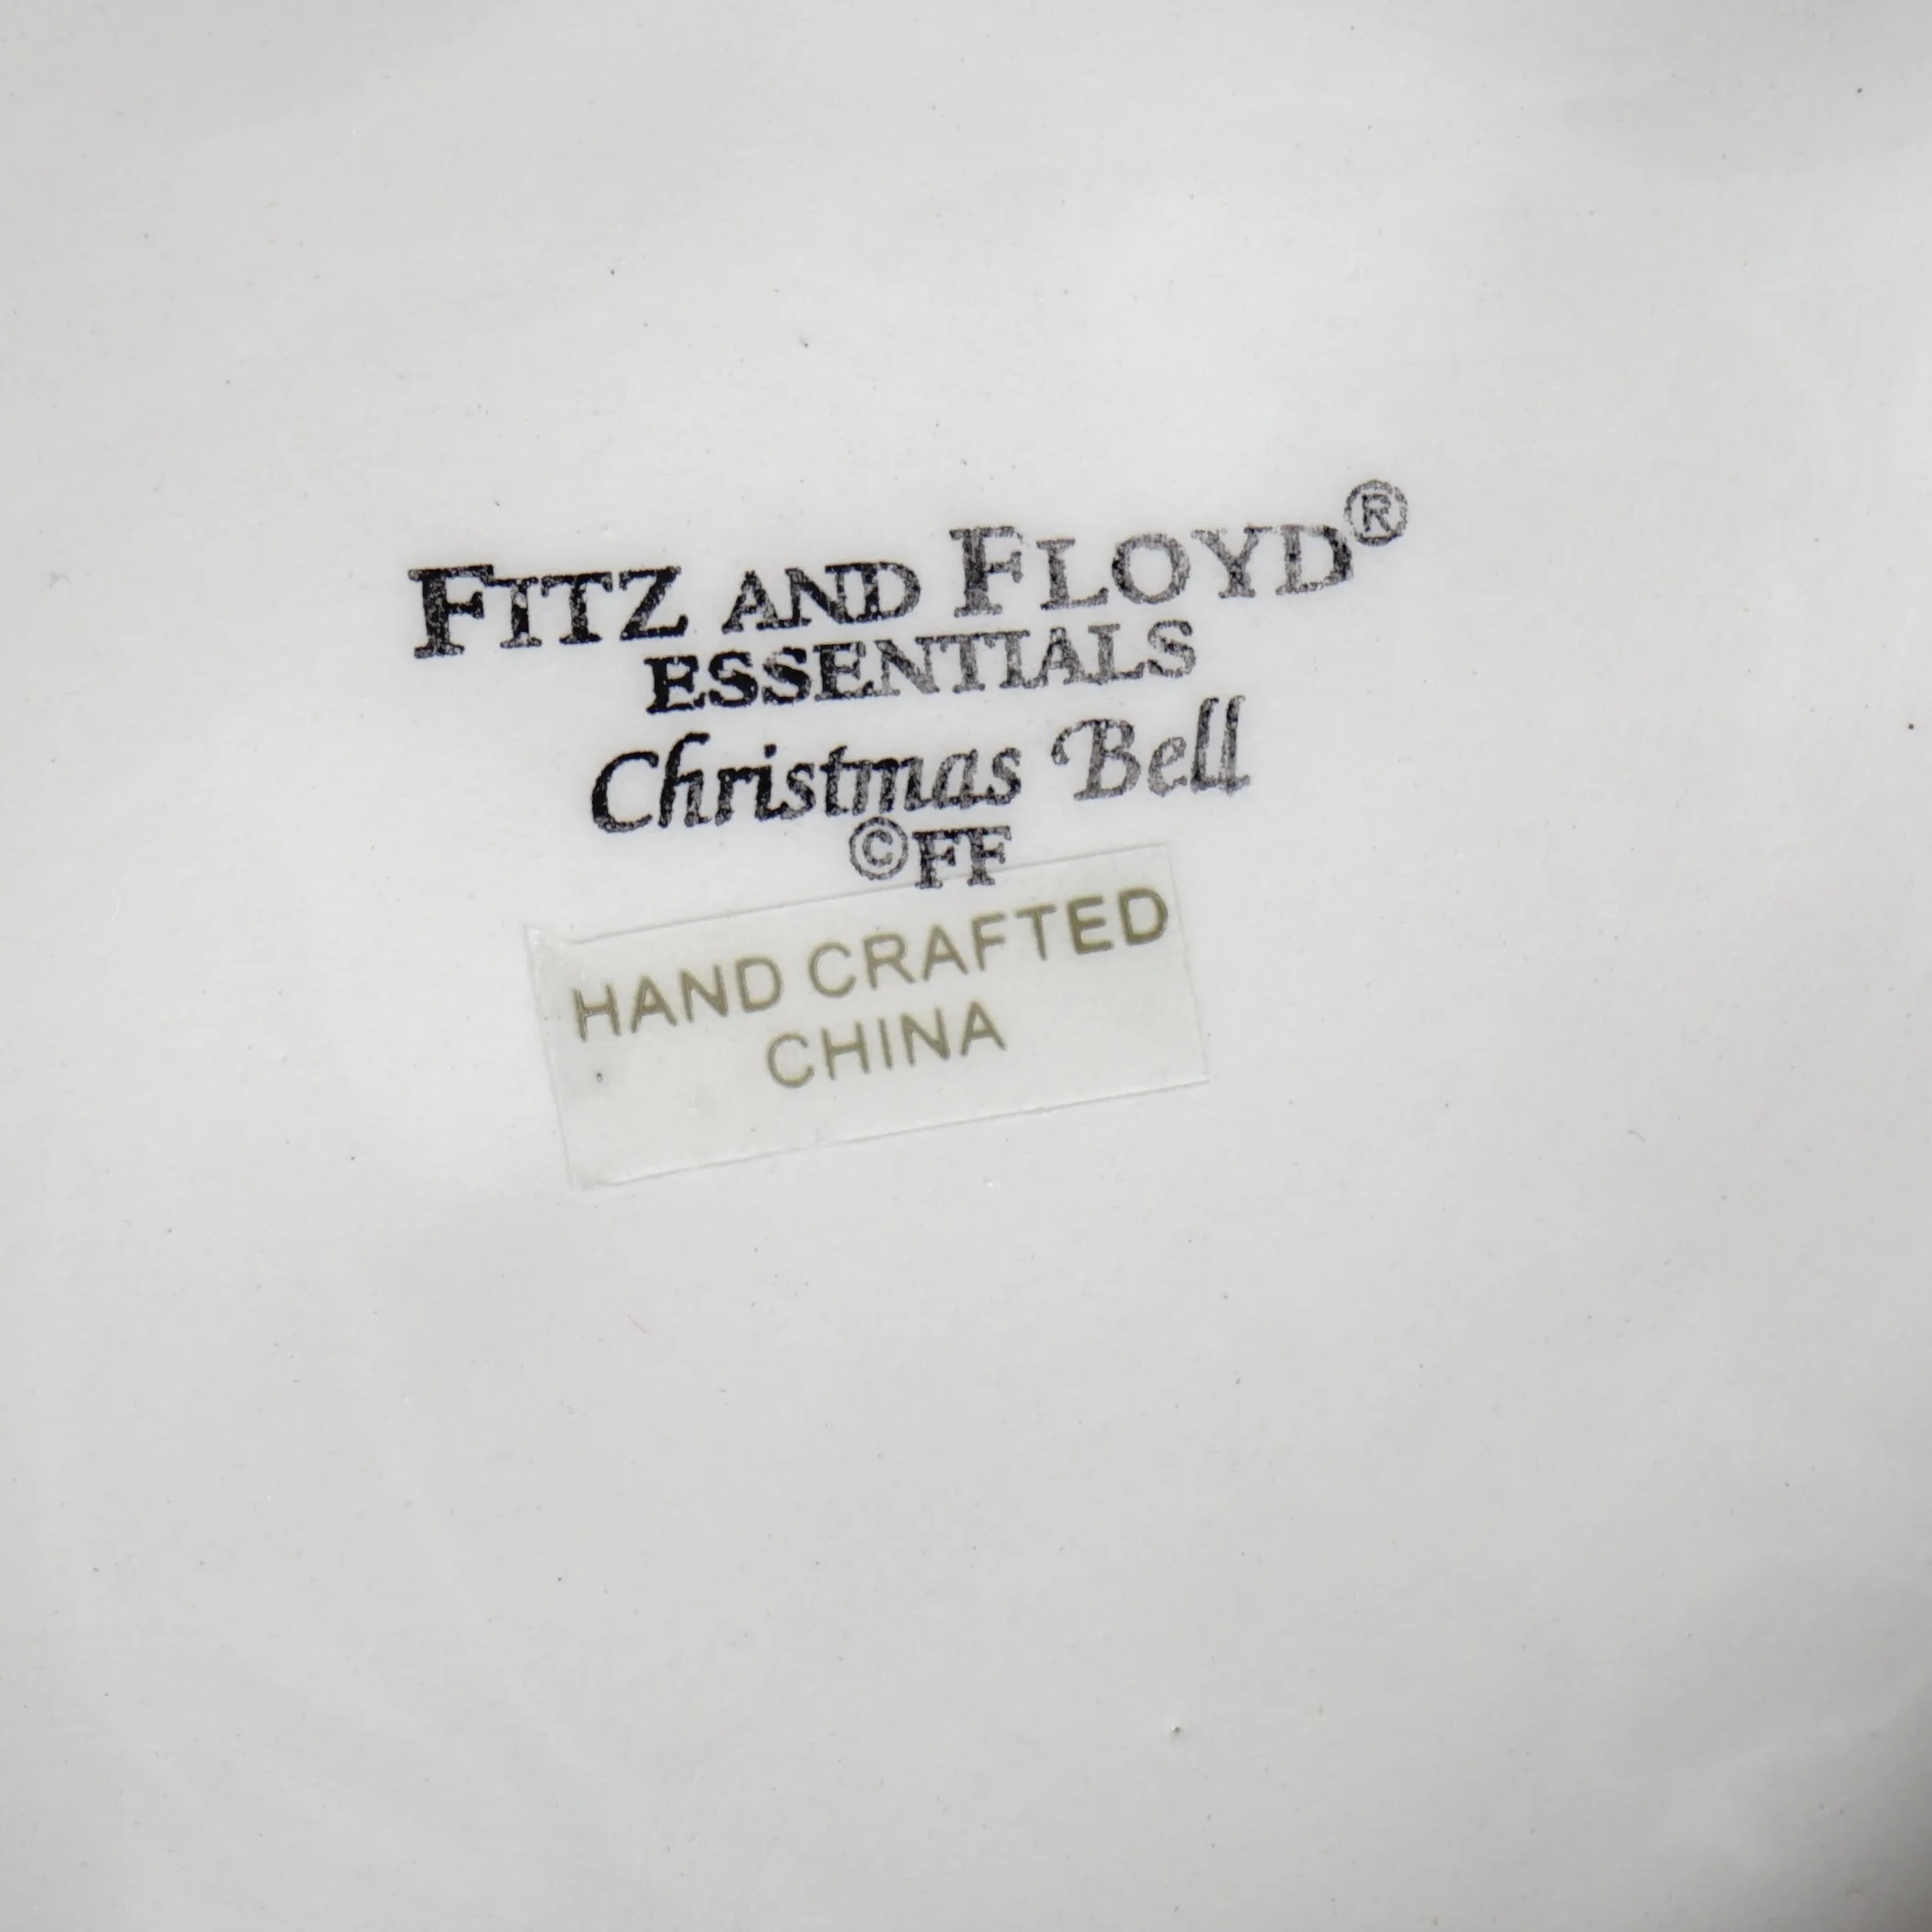 FITZ AND FLOYD®
ESSENTIALS
Christmas Bell
©FF
HAND CRAFTED
CHINA